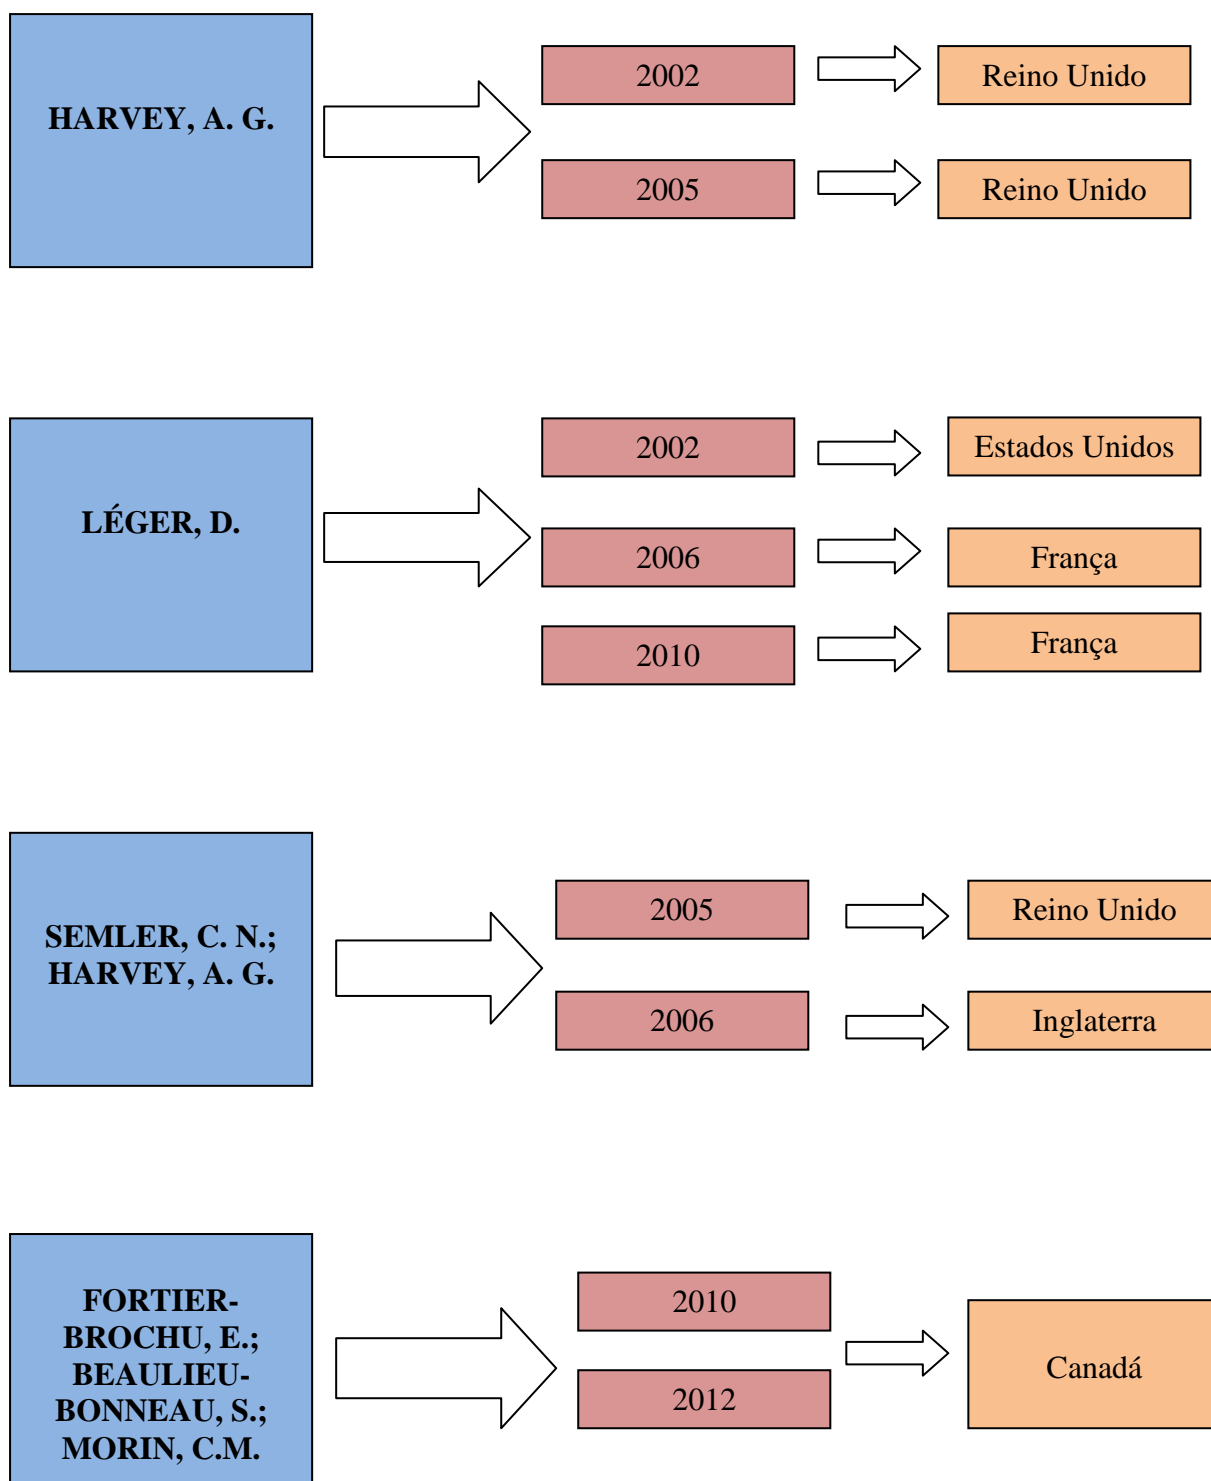 HARVEY, A. G.
2002
Reino Unido
2005
Reino Unido
LÉGER, D.
2002
Estados Unidos
2006
França
2010
França
SEMLER, C. N.;
HARVEY, A. G.
2005
Reino Unido
2006
Inglaterra
FORTIER-
BROCHU, E.;
BEAULIEU-
BONNEAU, S.;
MORIN, C.M.
2010
2012
Canadá